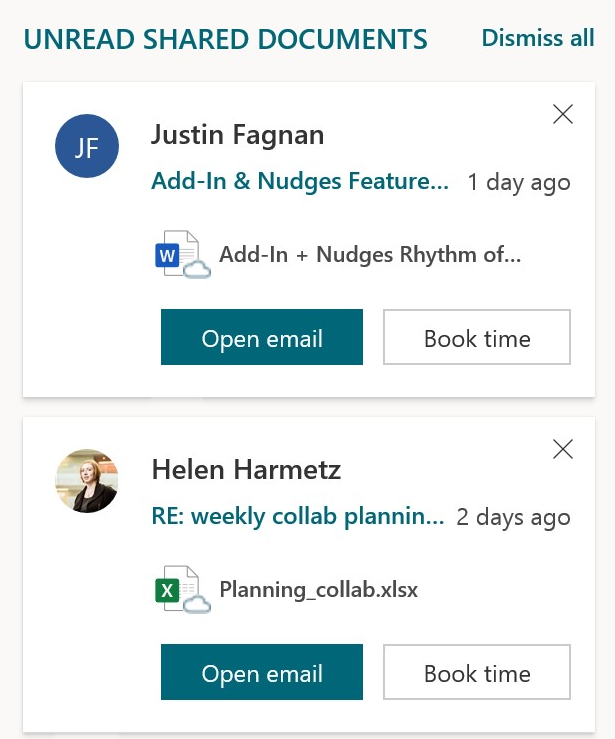 UNREAD SHARED DOCUMENTS Dismiss all
JF Justin Fagnan
Add-In & Nudges Feature... 1 day ago
W Add-In + Nudges Rhythm of...
Open email Book time
Helen Harmetz
RE: weekly collab plannin... 2 days ago
X Planning_collab.xlsx
Open email Book time